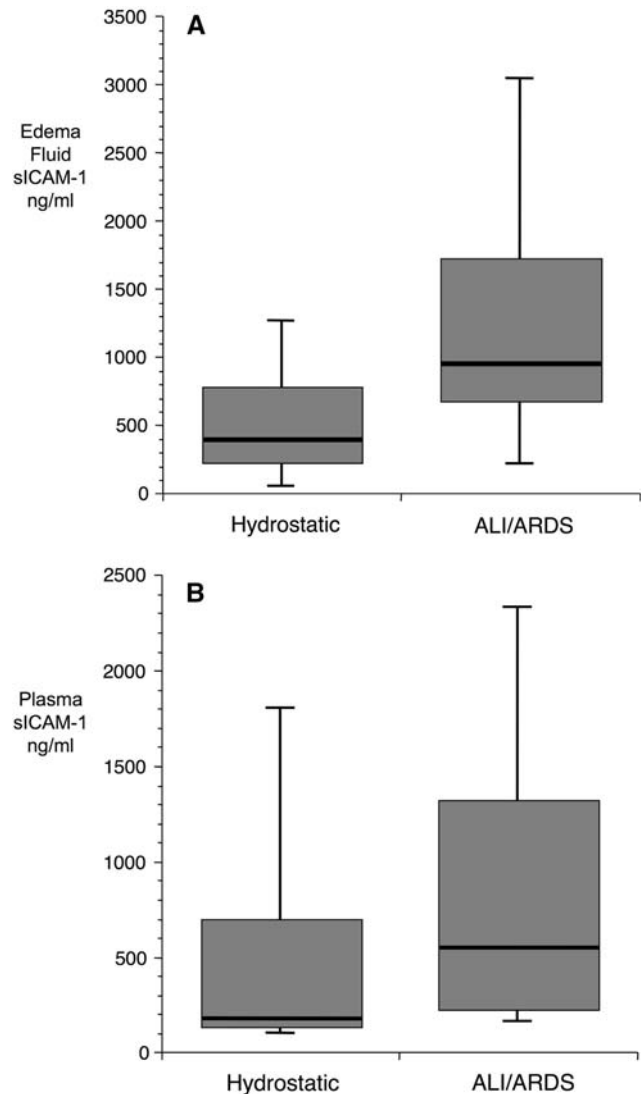 A
3500
3000
2500
2000
1500
1000
500
0
Edema
Fluid
sICAM-1
ng/ml
Hydrostatic
ALI/ARDS
B
2500
2000
1500
1000
500
0
Plasma
sICAM-1
ng/ml
Hydrostatic
ALI/ARDS